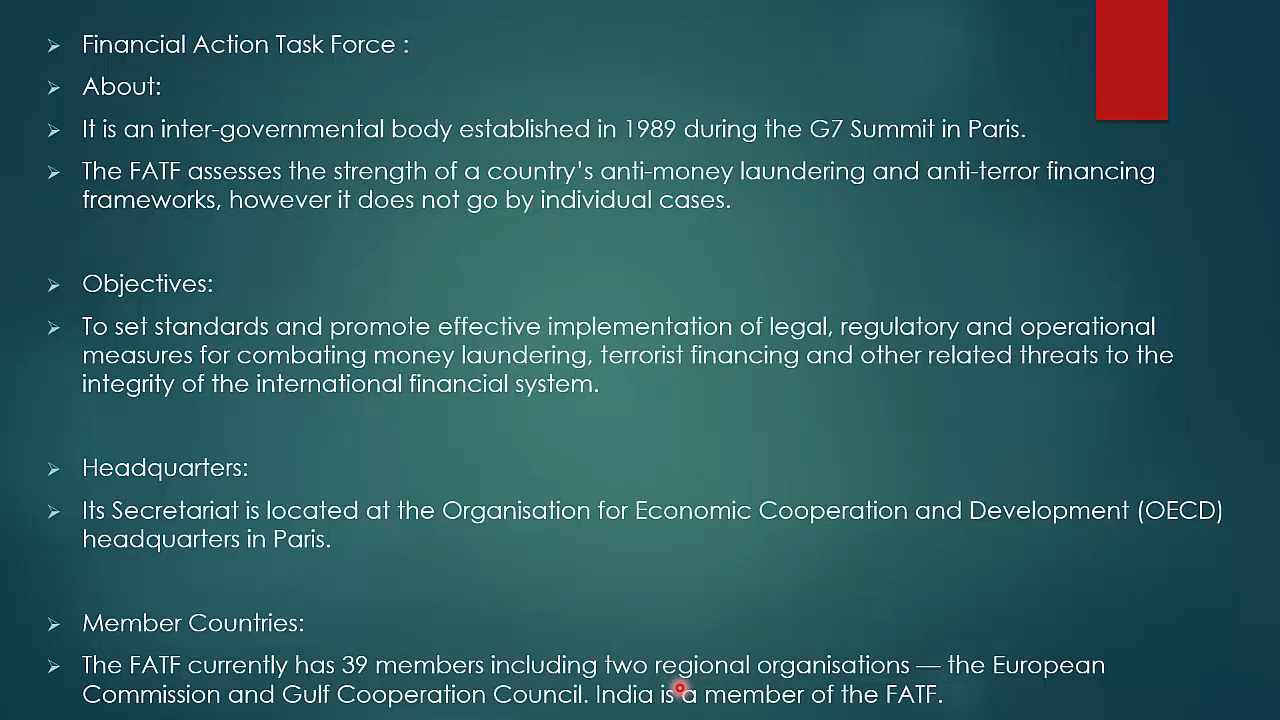 Financial Action Task Force :
About:
It is an inter-governmental body established in 1989 during the G7 Summit in Paris.
The FATF assesses the strength of a country’s anti-money laundering and anti-terror financing
frameworks, however it does not go by individual cases.
Objectives:
To set standards and promote effective implementation of legal, regulatory and operational
measures for combating money laundering, terrorist financing and other related threats to the
integrity of the international financial system.
Headquarters:
Its Secretariat is located at the Organisation for Economic Cooperation and Development (OECD)
headquarters in Paris.
Member Countries:
The FATF currently has 39 members including two regional organisations — the European
Commission and Gulf Cooperation Council. India is a member of the FATF.